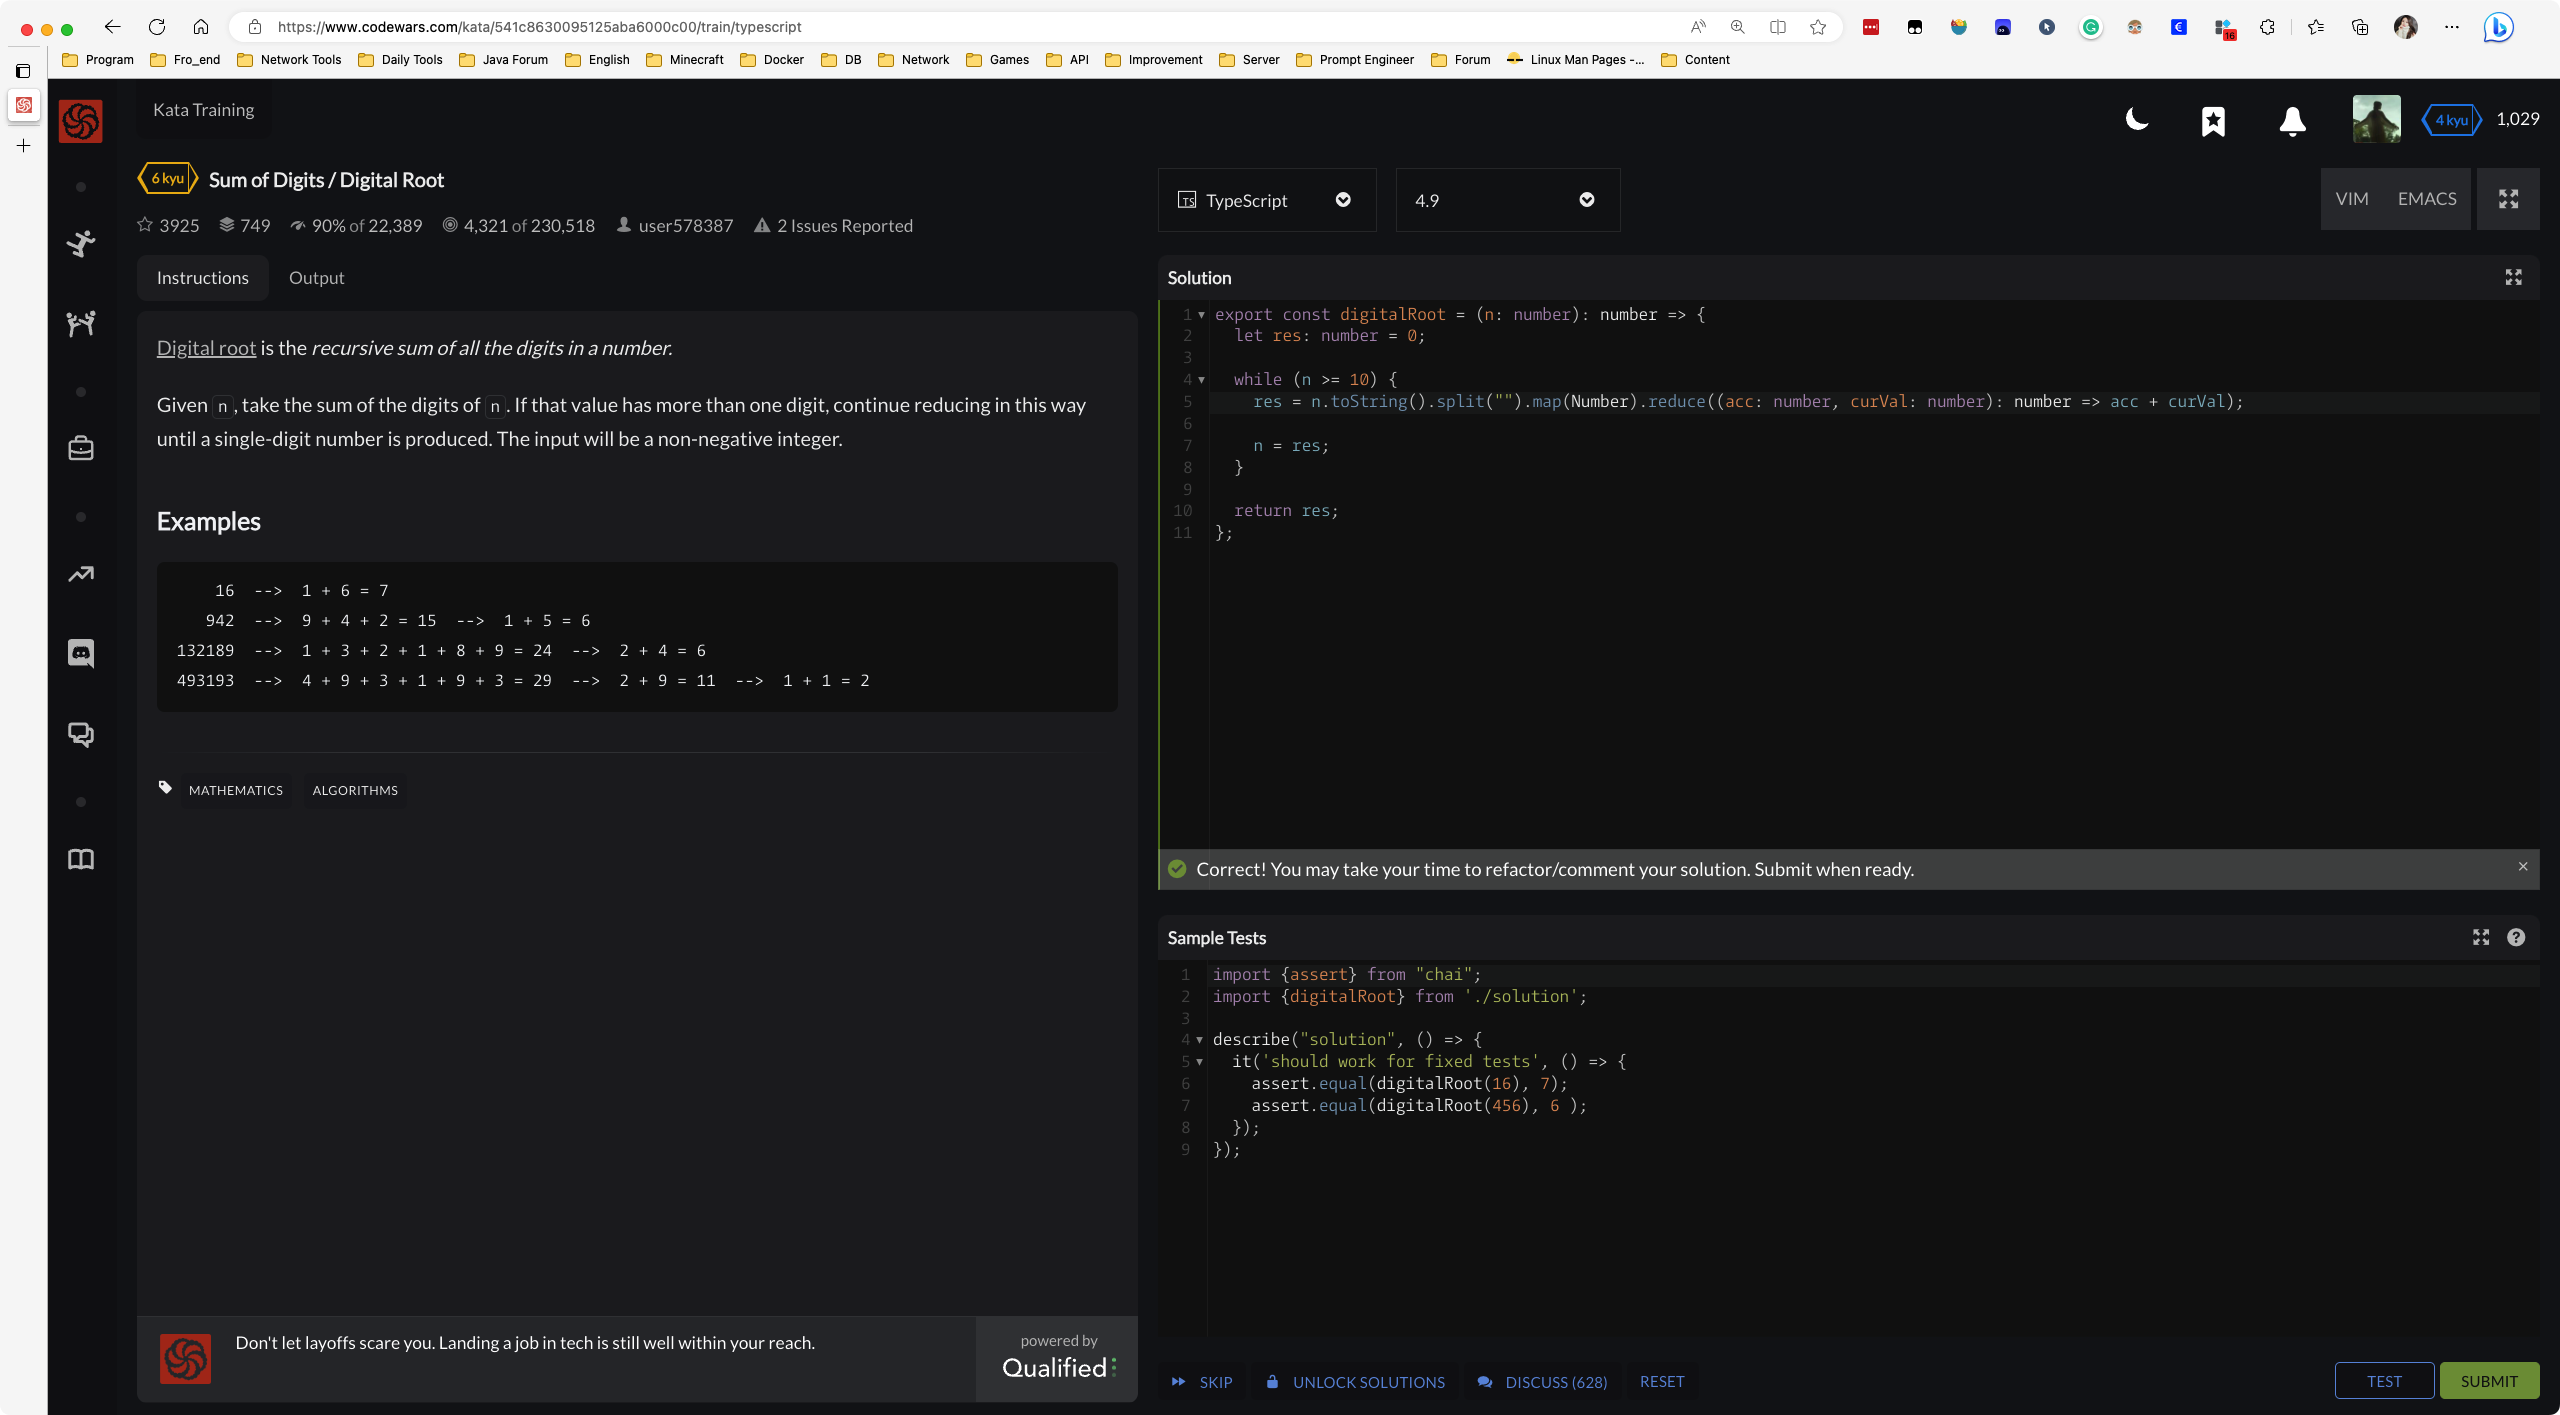 https://www.codewars.com/kata/541c8630095125aba6000c00/train/typescript
16
Program Fro_end Network Tools Daily Tools Java Forum English Minecraft Docker DB Network Games API Improvement Server Prompt Engineer Forum Linux Man Pages -... Content
Kata Training
4 kyu 1,029
6 kyu Sum of Digits / Digital Root
3925 749 90% of 22,389 4,321 of 230,518 user578387 2 Issues Reported
TypeScript 4.9 VIM EMACS
Instructions Output
Digital root is the recursive sum of all the digits in a number.
Given n, take the sum of the digits of n. If that value has more than one digit, continue reducing in this way
until a single-digit number is produced. The input will be a non-negative integer.
Examples
16 --> 1 + 6 = 7
942 --> 9 + 4 + 2 = 15 --> 1 + 5 = 6
132189 --> 1 + 3 + 2 + 1 + 8 + 9 = 24 --> 2 + 4 = 6
493193 --> 4 + 9 + 3 + 1 + 9 + 3 = 29 --> 2 + 9 = 11 --> 1 + 1 = 2
MATHEMATICS ALGORITHMS
Don't let layoffs scare you. Landing a job in tech is still well within your reach.
powered by
Qualified
Solution
1 export const digitalRoot = (n: number): number => {
2 let res: number = 0;
3
4 while (n >= 10) {
5 res = n.toString().split("").map(Number).reduce((acc: number, curVal: number): number => acc + curVal);
6
7 n = res;
8 }
9
10 return res;
11 };
Correct! You may take your time to refactor/comment your solution. Submit when ready.
Sample Tests
1 import {assert} from "chai";
2 import {digitalRoot} from './solution';
3
4 describe("solution", () => {
5 it('should work for fixed tests', () => {
6 assert.equal(digitalRoot(16), 7);
7 assert.equal(digitalRoot(456), 6 );
8 });
9 });
SKIP UNLOCK SOLUTIONS DISCUSS (628) RESET TEST SUBMIT